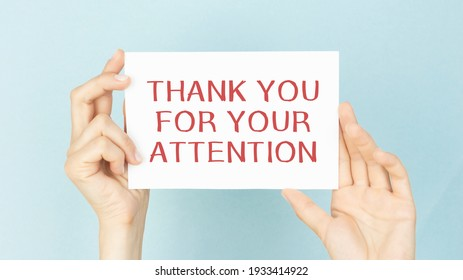 THANK YOU
FOR YOUR
ATTENTION
shutterstock.com · 1933414922